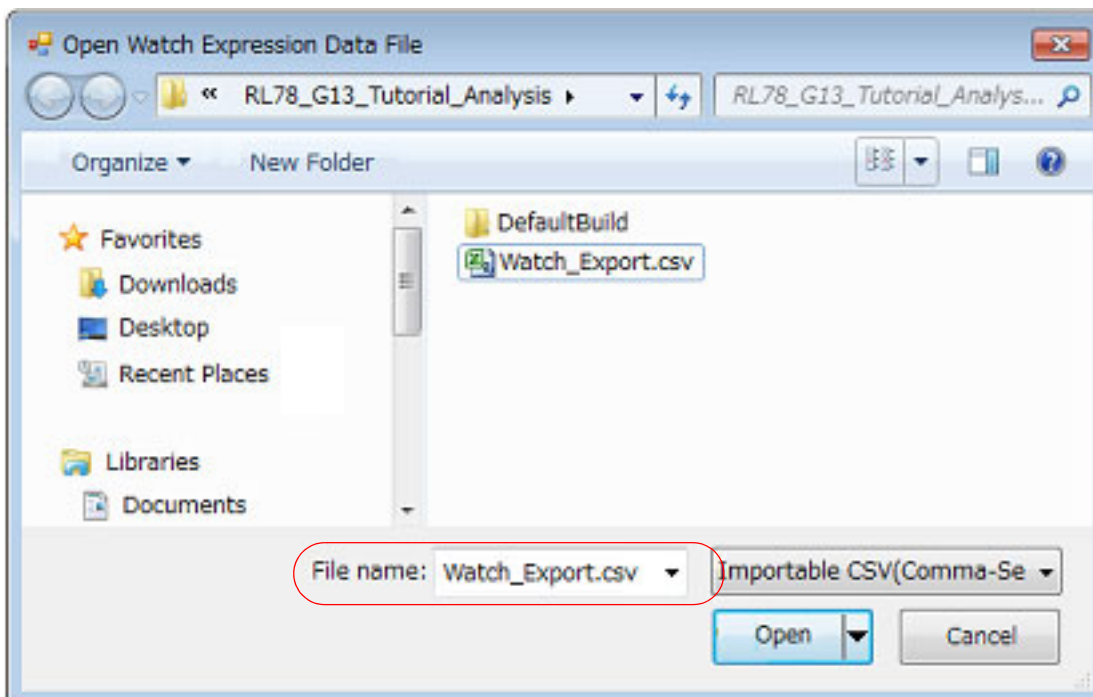 Open Watch Expression Data File
« RL78_G13_Tutorial_Analysis RL78_G13_Tutorial_Analys...
Organize New Folder
Favorites
Downloads
Desktop
Recent Places
Libraries
Documents
DefaultBuild
Watch_Export.csv
File name: Watch_Export.csv Importable CSV(Comma-Se
Open Cancel